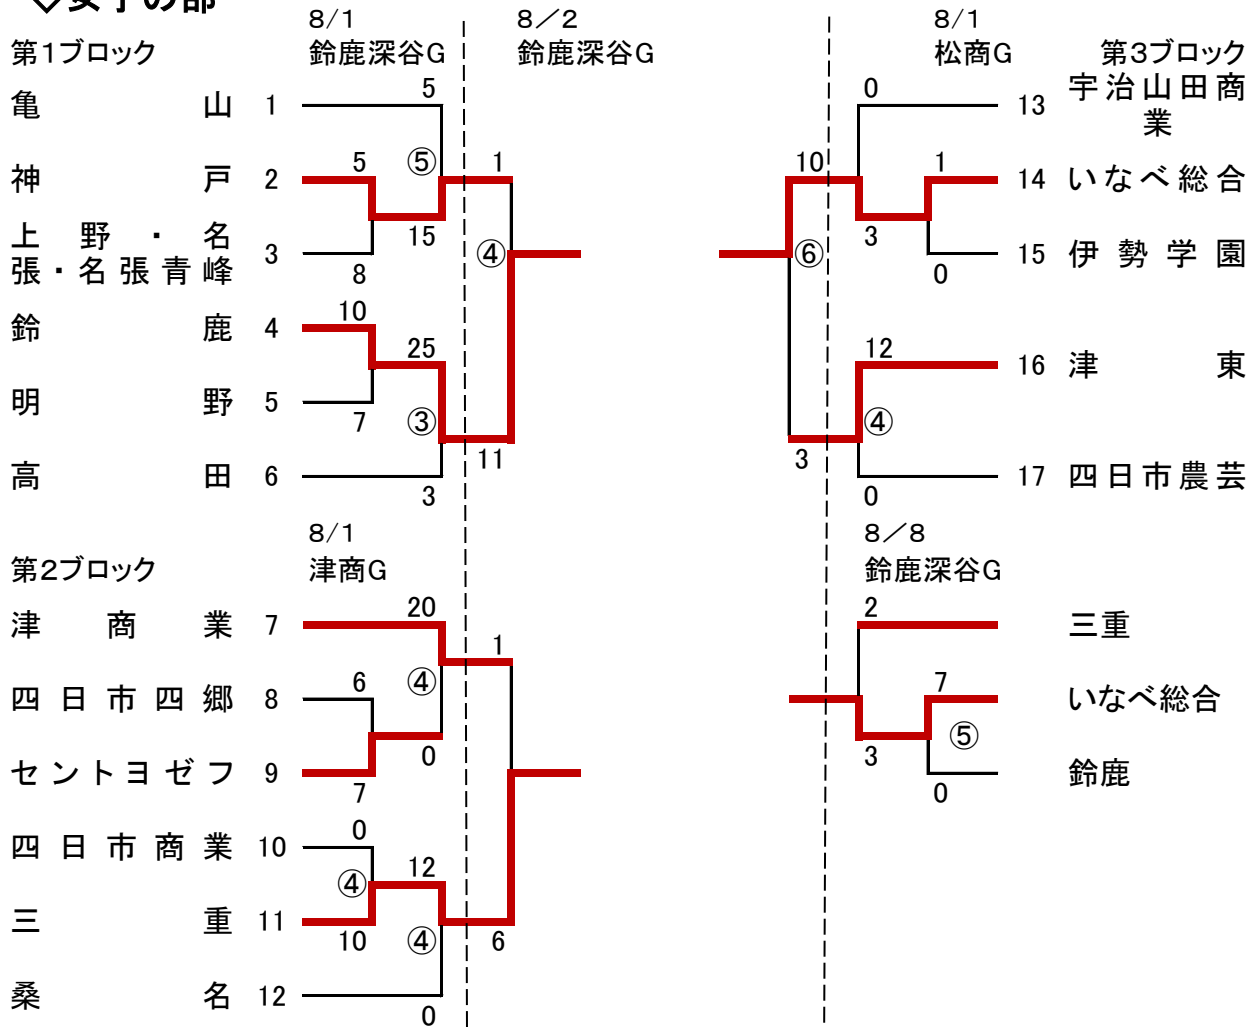 ◇女子の部
8/1
8／2
8/1
第1ブロック
鈴鹿深谷G
鈴鹿深谷G
松商G
第3ブロック
亀山 1
5
0
13 宇治山田商
業
神戸 2
5
⑤
1
10
1
14 いなべ総合
上野・名
張・名張青峰
3
8
15
④
⑥
3
0
15 伊勢学園
鈴鹿 4
10
25
12
16 津東
明野 5
7
③
11
3
④
高田 6
3
0
17 四日市農芸
8/1
8／8
第2ブロック
津商G
鈴鹿深谷G
津商業 7
20
1
2
三重
四日市四郷 8
6
④
7
いなべ総合
セントヨゼフ 9
7
0
3
⑤
0
鈴鹿
四日市商業 10
0
④
12
三重 11
10
④
6
桑名 12
0